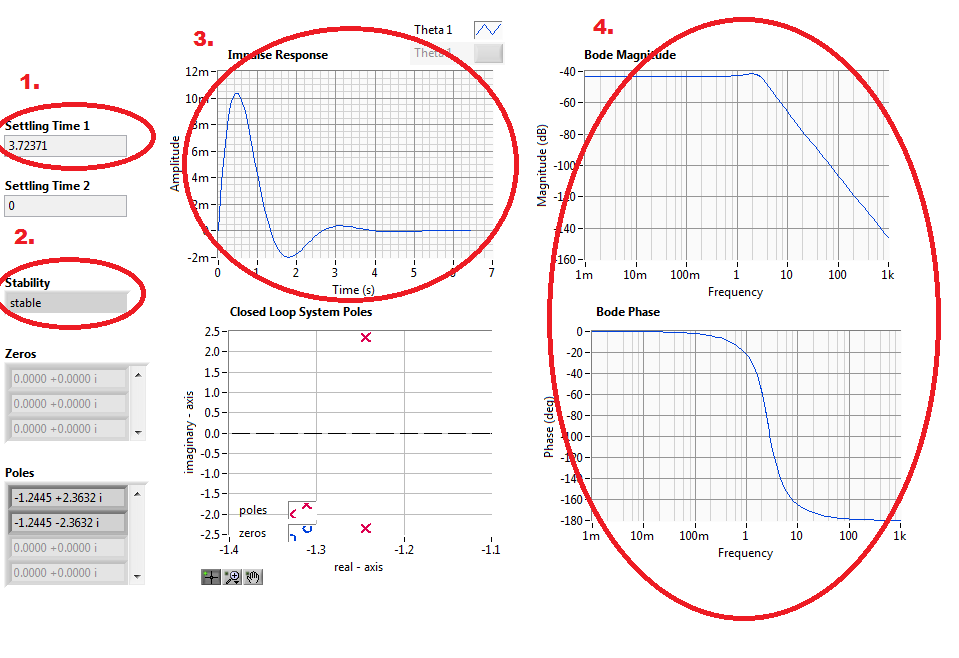 1.
Settling Time 1
3.72371
Settling Time 2
0
2.
Stability
stable
Zeros
0.0000 +0.0000 i
0.0000 +0.0000 i
0.0000 +0.0000 i
Poles
-1.2445 +2.3632 i
-1.2445 -2.3632 i
0.0000 +0.0000 i
0.0000 +0.0000 i
3.
Theta 1
Theta 1
Impulse Response
12m
10m
8m
6m
4m
2m
0
-2m
Amplitude
0 1 2 3 4 5 6 7
Time (s)
Closed Loop System Poles
2.5
2.0
1.5
1.0
0.5
0.0
-0.5
-1.0
-1.5
-2.0
-2.5
imaginary - axis
poles
zeros
-1.4 -1.3 -1.2 -1.1
real - axis
4.
Bode Magnitude
-40
-60
-80
-100
-120
-140
-160
Magnitude (dB)
1m 10m 100m 1 10 100 1k
Frequency
Bode Phase
0
-20
-40
-60
-80
-100
-120
-140
-160
-180
Phase (deg)
1m 10m 100m 1 10 100 1k
Frequency